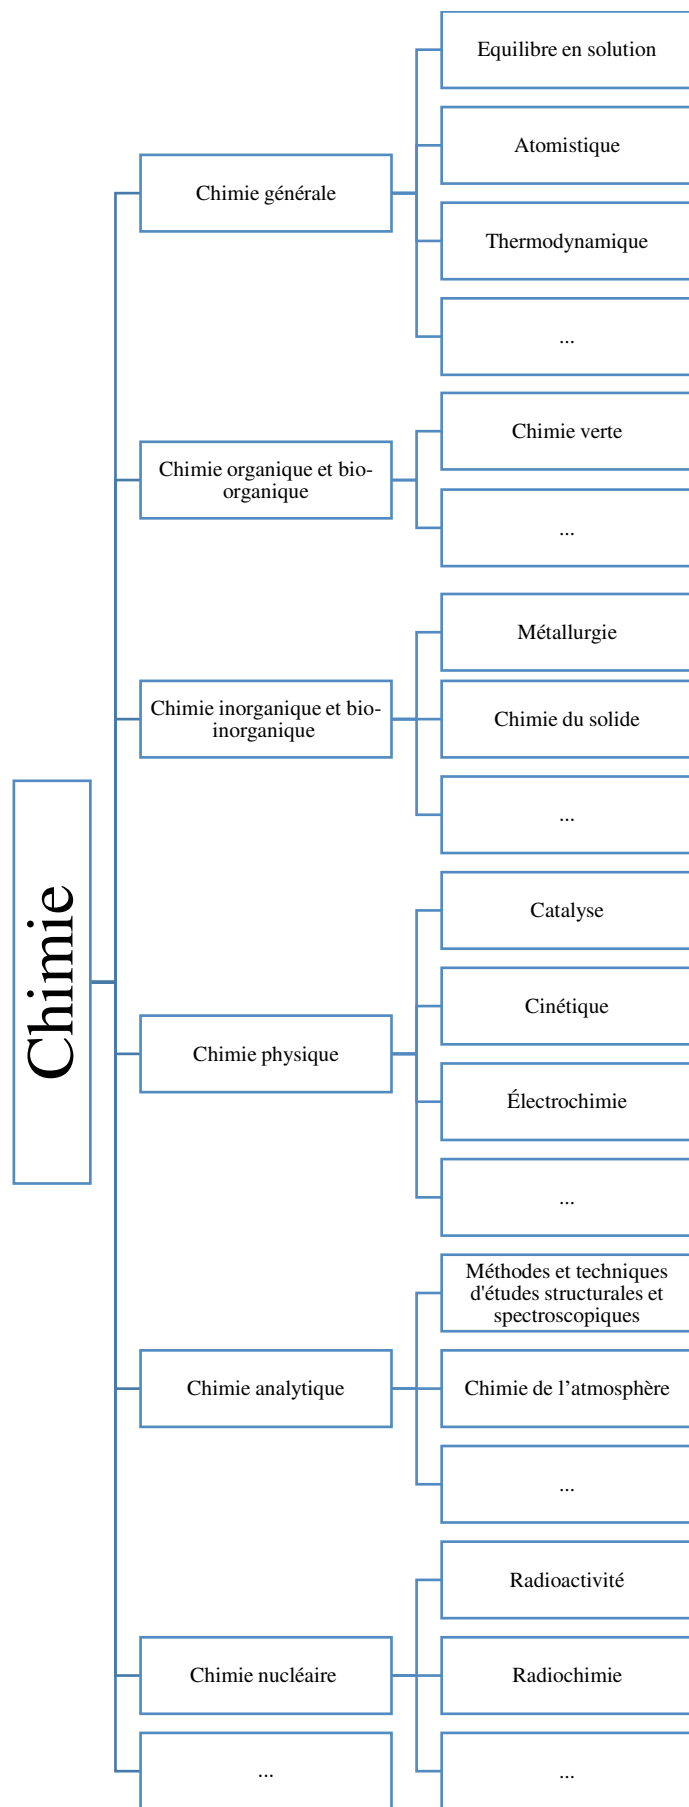 Chimie
Chimie générale
Equilibre en solution
Atomistique
Thermodynamique
...
Chimie organique et bio-
organique
Chimie verte
...
Chimie inorganique et bio-
inorganique
Métallurgie
Chimie du solide
...
Chimie physique
Catalyse
Cinétique
Électrochimie
...
Chimie analytique
Méthodes et techniques
d'études structurales et
spectroscopiques
Chimie de l’atmosphère
...
Chimie nucléaire
Radioactivité
Radiochimie
...
...